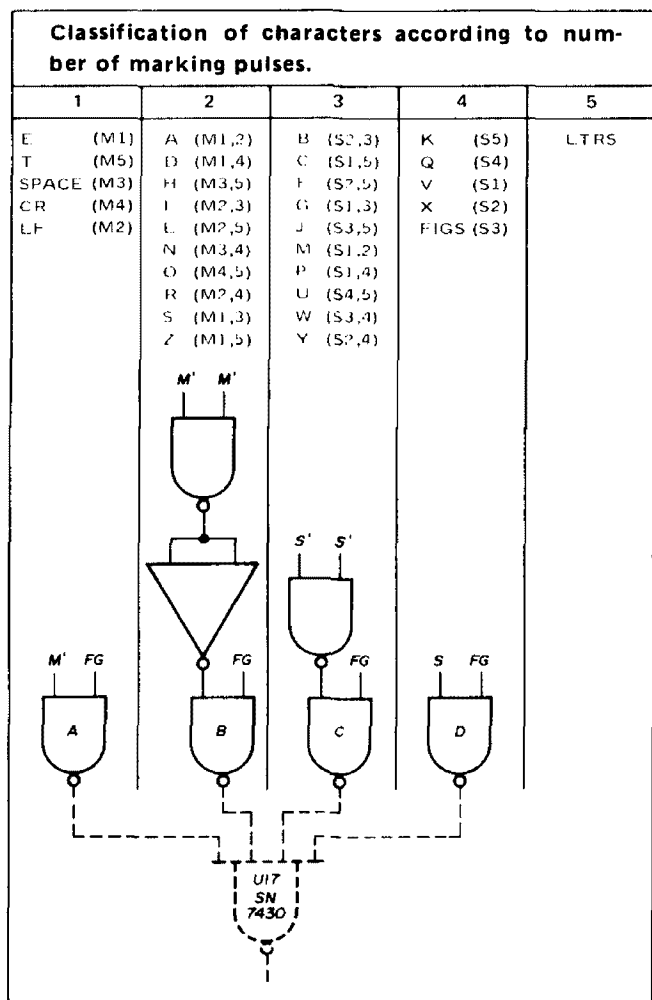 Classification of characters according to num-
ber of marking pulses.
1 2 3 4 5
E (M1) A (M1,2) B (S2,3) K (S5) LTRS
T (M5) D (M1,4) C (S1,5) Q (S4)
SPACE (M3) H (M3,5) F (S2,5) V (S1)
CR (M4) I (M2,3) G (S1,3) X (S2)
LF (M2) L (M2,5) J (S3,5) FIGS (S3)
N (M3,4) M (S1,2)
O (M4,5) P (S1,4)
R (M2,4) U (S4,5)
S (M1,3) W (S3,4)
Z (M1,5) Y (S2,4)
M' M'
S' S'
M' FG FG FG S FG
A B C D
U17
SN
7430